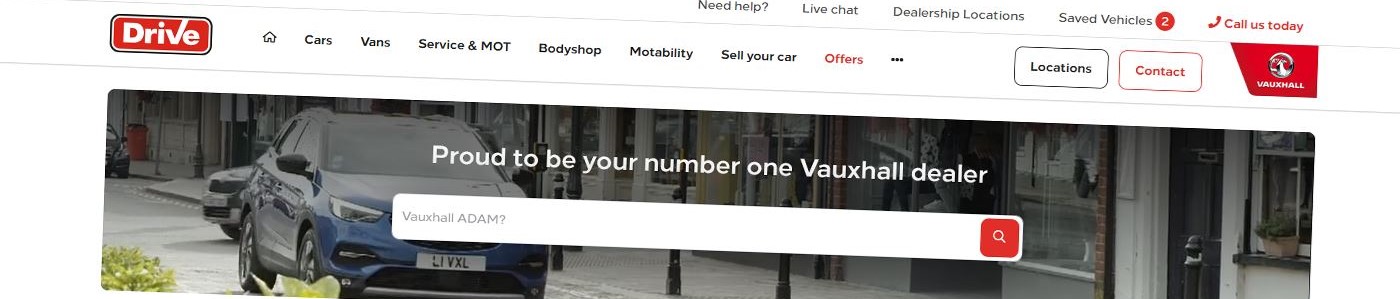 Need help? Live chat Dealership Locations Saved Vehicles 2 Call us today
Drive Cars Vans Service & MOT Bodyshop Motability Sell your car Offers ••• Locations Contact VAUXHALL
Proud to be your number one Vauxhall dealer
Vauxhall ADAM?
L1 VXL